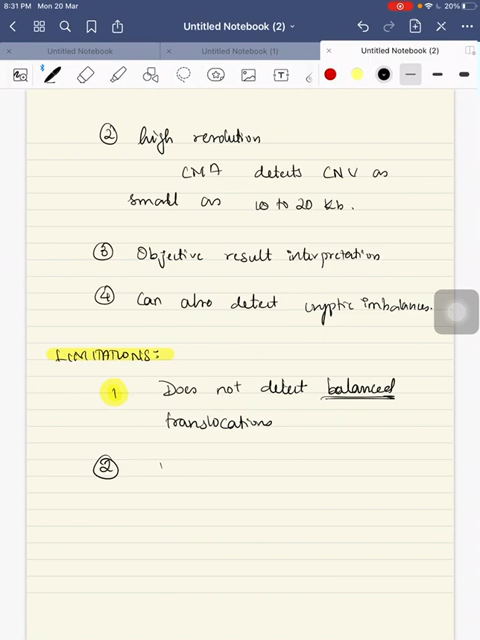 8:31 PM Mon 20 Mar
20%
Untitled Notebook (2)
Untitled Notebook
Untitled Notebook (1)
Untitled Notebook (2)
② high resolution
CMA detects CNV as
small as 10 to 20 Kb.
③ Objective result interpretation
④ Can also detect cryptic imbalances.
LIMITATIONS:
1 Does not detect balanced
translocations
②